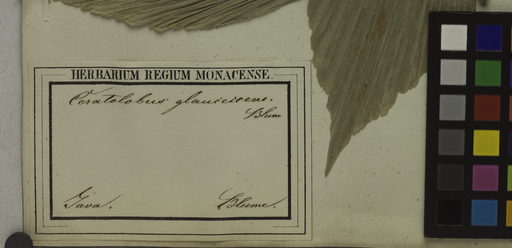 HERBARIUM REGIUM MONACENSE.
Ceratolobus glaucescens.
Blum
Java.
Blume.